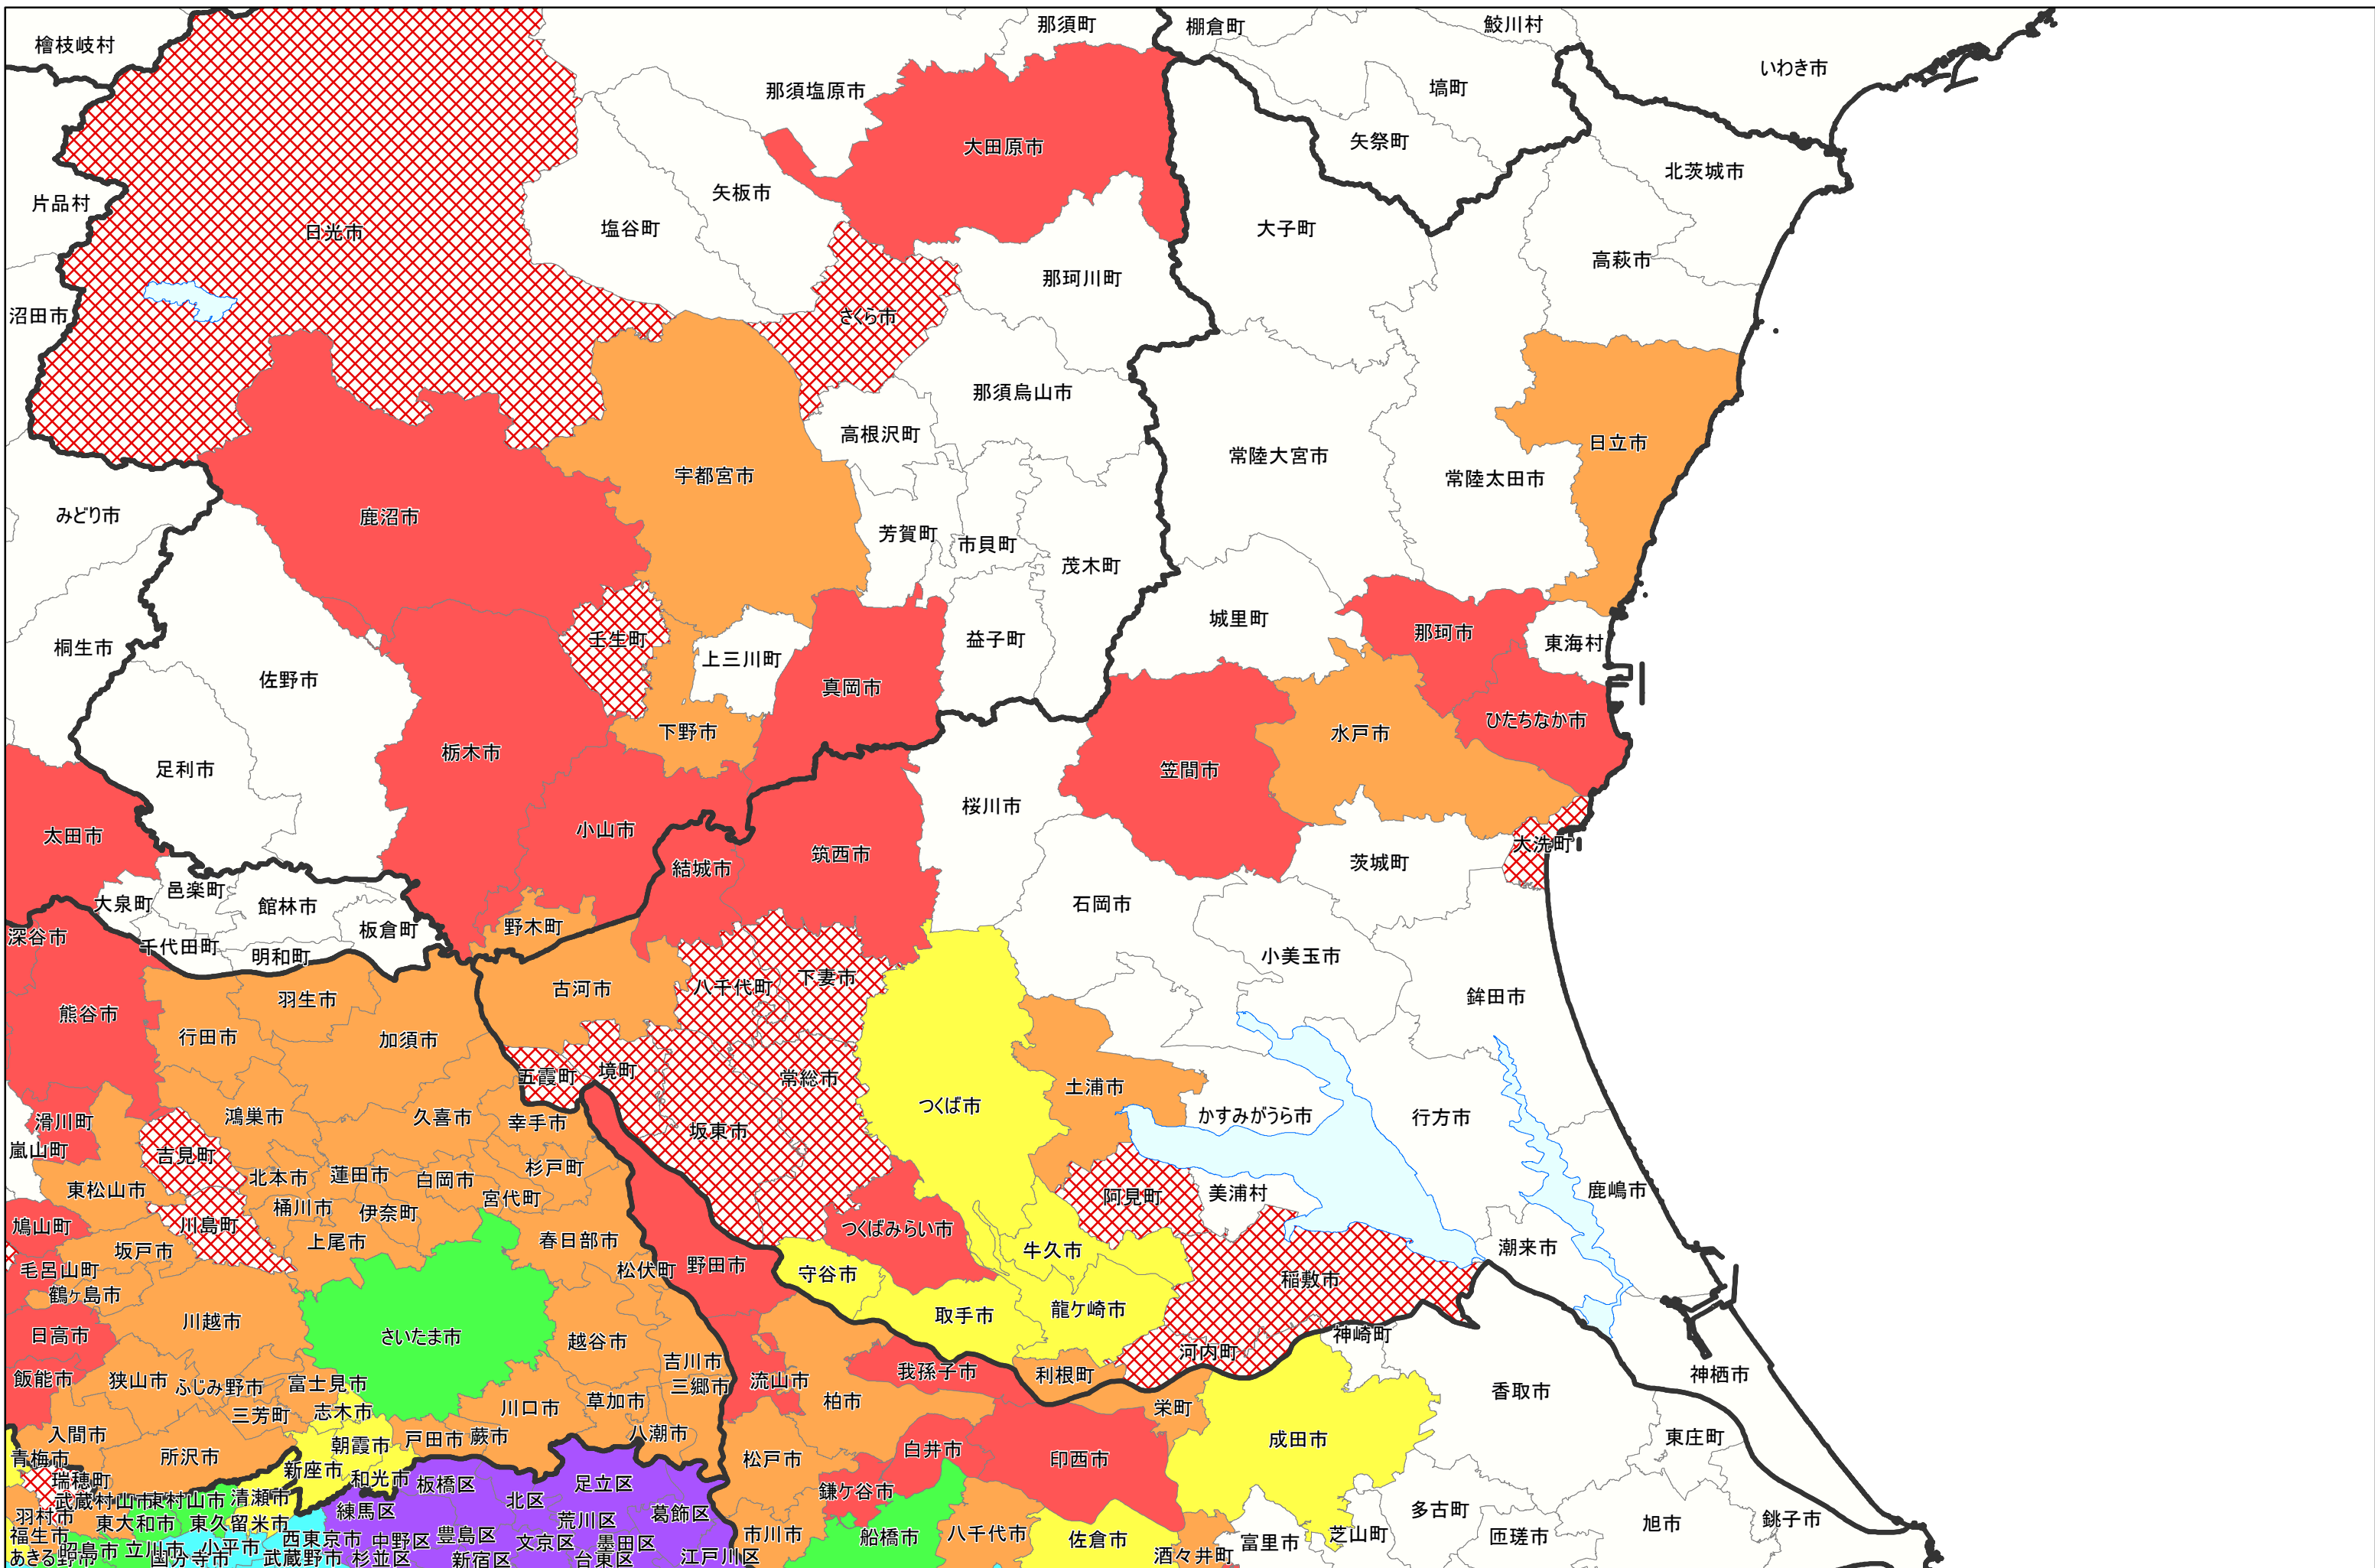 檜枝岐村
那須町
棚倉町
鮫川村
いわき市
那須塩原市
塙町
矢祭町
大田原市
北茨城市
片品村
矢板市
日光市
塩谷町
大子町
高萩市
那珂川町
沼田市
さくら市
那須烏山市
高根沢町
日立市
常陸大宮市
宇都宮市
常陸太田市
みどり市
鹿沼市
芳賀町
市貝町
茂木町
城里町
那珂市
東海村
桐生市
壬生町
益子町
上三川町
佐野市
真岡市
ひたちなか市
下野市
水戸市
栃木市
足利市
笠間市
桜川市
太田市
小山市
筑西市
結城市
大洗町
茨城町
邑楽町
大泉町
館林市
石岡市
板倉町
野木町
深谷市
千代田町
明和町
小美玉市
下妻市
八千代町
古河市
羽生市
鉾田市
熊谷市
行田市
加須市
五霞町
境町
常総市
土浦市
つくば市
かすみがうら市
行方市
鴻巣市
久喜市
幸手市
滑川町
坂東市
嵐山町
吉見町
杉戸町
北本市
蓮田市
白岡市
東松山市
宮代町
阿見町
美浦村
鹿嶋市
桶川市
伊奈町
鳩山町
川島町
つくばみらい市
上尾市
春日部市
坂戸市
牛久市
潮来市
毛呂山町
松伏町
野田市
守谷市
稲敷市
鶴ヶ島市
川越市
取手市
龍ケ崎市
日高市
さいたま市
越谷市
神崎町
河内町
吉川市
飯能市
狭山市
ふじみ野市
富士見市
三郷市
流山市
我孫子市
利根町
神栖市
香取市
柏市
草加市
川口市
栄町
三芳町
志木市
入間市
八潮市
戸田市
蕨市
成田市
東庄町
朝霞市
所沢市
白井市
松戸市
印西市
青梅市
新座市
和光市
瑞穂町
板橋区
足立区
鎌ケ谷市
武蔵村山市
東村山市
清瀬市
北区
練馬区
葛飾区
荒川区
多古町
羽村市
東大和市
東久留米市
旭市
銚子市
福生市
西東京市
中野区
豊島区
文京区
墨田区
市川市
船橋市
八千代市
佐倉市
富里市
芝山町
匝瑳市
昭島市
立川市
小平市
あきる野市
国分寺市
武蔵野市
杉並区
新宿区
台東区
江戸川区
酒々井町